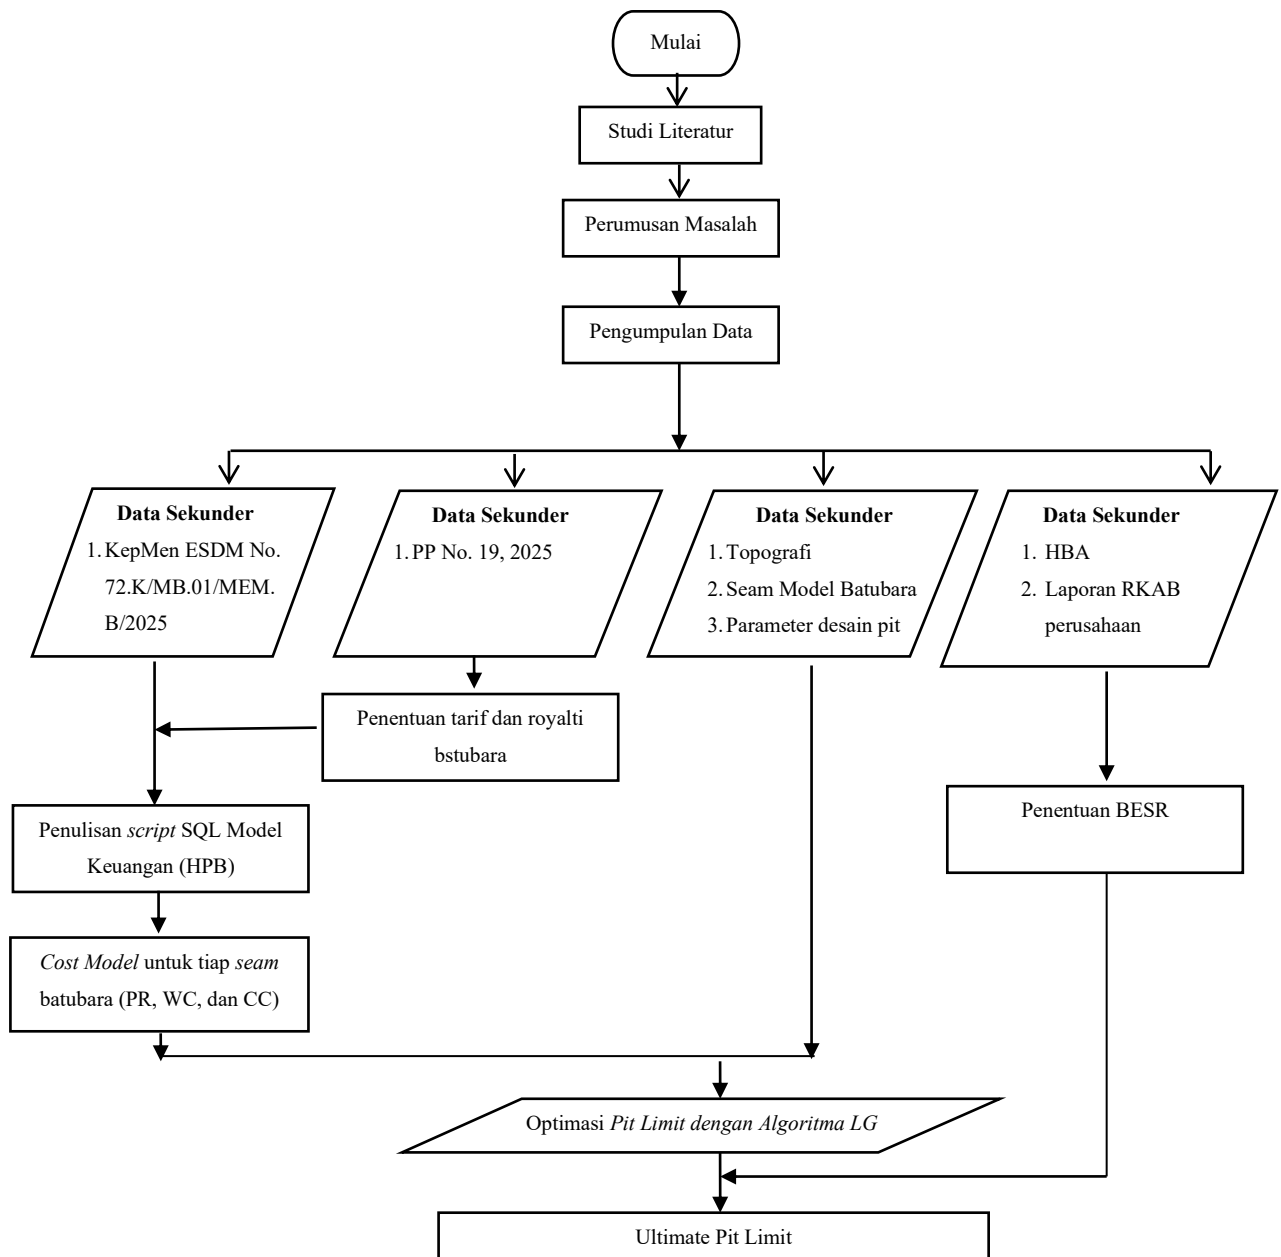 Mulai
Studi Literatur
Perumusan Masalah
Pengumpulan Data
Data Sekunder
1. KepMen ESDM No.
72.K/MB.01/MEM.
B/2025
Data Sekunder
1. PP No. 19, 2025
Data Sekunder
1. Topografi
2. Seam Model Batubara
3. Parameter desain pit
Data Sekunder
1. HBA
2. Laporan RKAB
perusahaan
Penentuan tarif dan royalti
bstubara
Penulisan script SQL Model
Keuangan (HPB)
Penentuan BESR
Cost Model untuk tiap seam
batubara (PR, WC, dan CC)
Optimasi Pit Limit dengan Algoritma LG
Ultimate Pit Limit